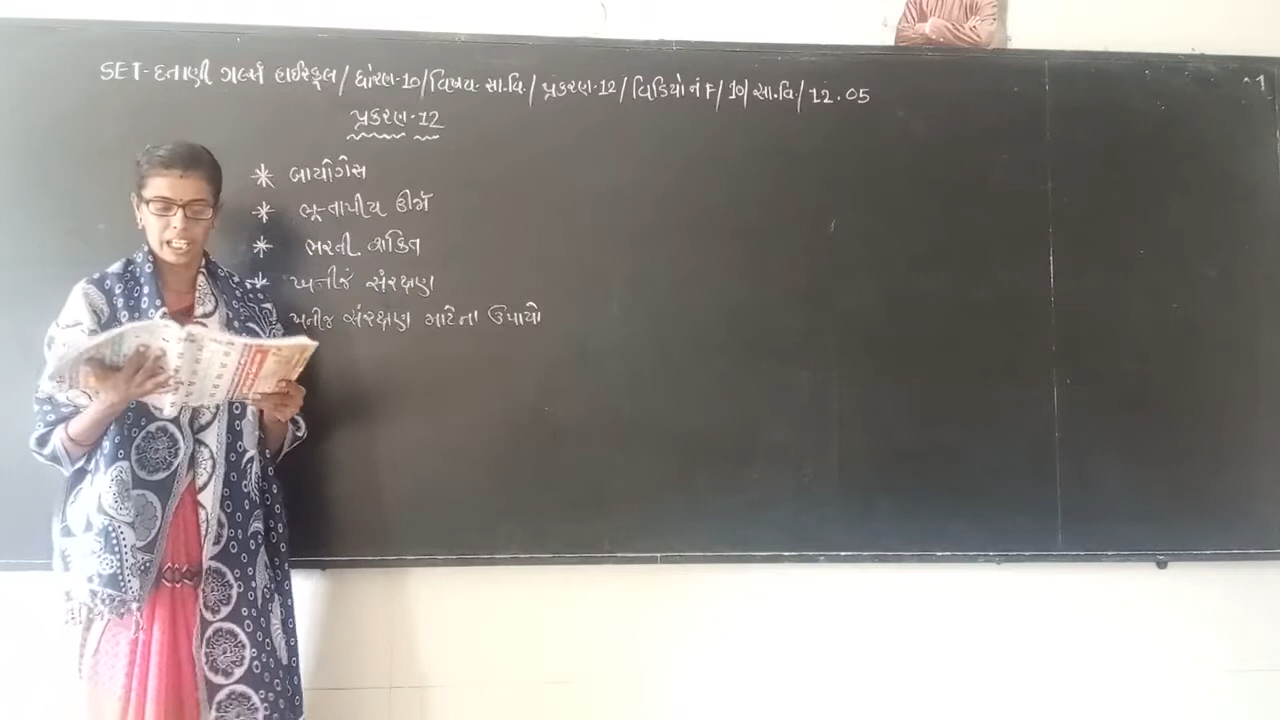 SET-દતાણી ગર્લ્સ હાઈસ્કૂલ/ ધોરણ-10/વિષય-સા.વિ./ પ્રકરણ-12/ વિડિયો નં F/ 10/ સા.વિ./ 12.05
પ્રકરણ-12
* બાયોગેસ
* ભૂ-તાપીય ઊર્જા
* ભરતી શકિત
* ખનીજ સંરક્ષણ
ખનીજ સંરક્ષણ માટેના ઉપાયો